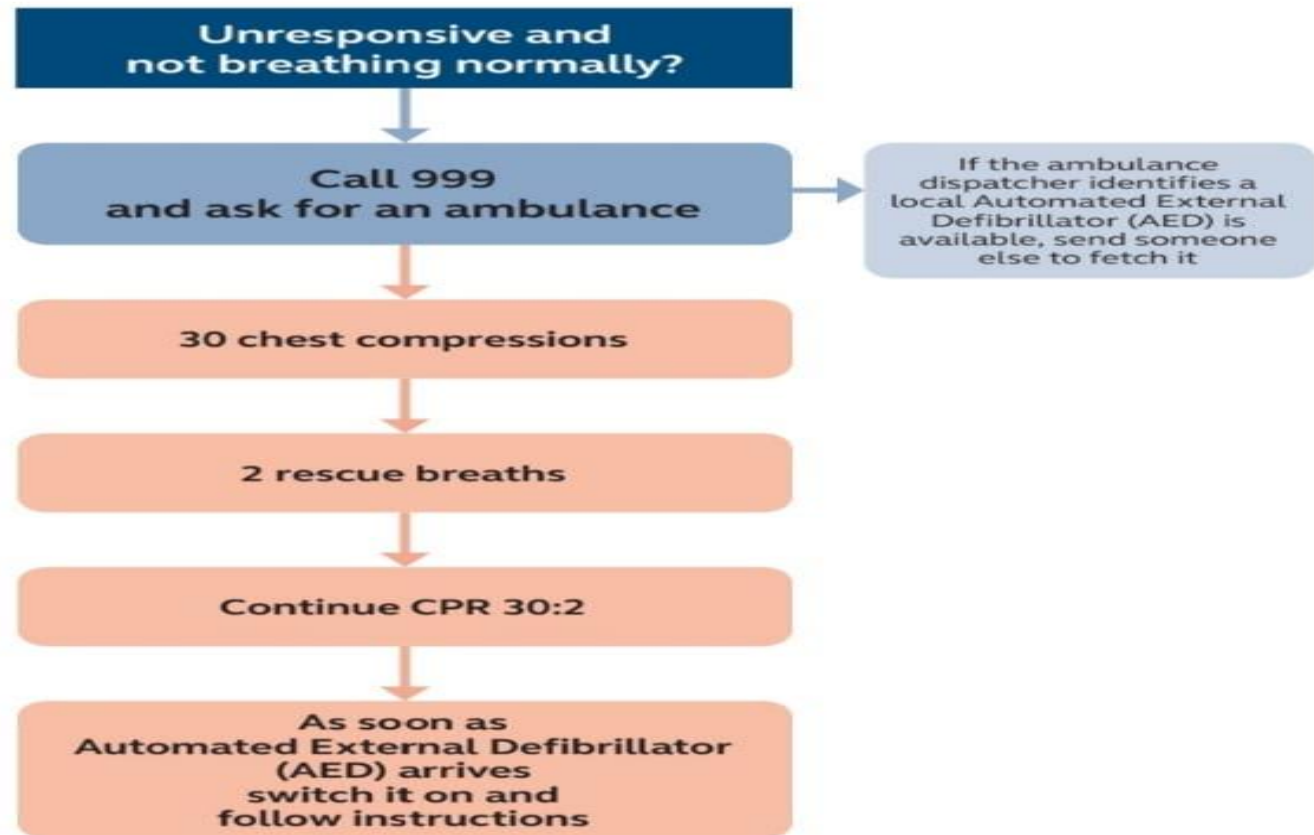 Unresponsive and
not breathing normally?
Call 999
and ask for an ambulance
If the ambulance
dispatcher identifies a
local Automated External
Defibrillator (AED) is
available, send someone
else to fetch it
30 chest compressions
2 rescue breaths
Continue CPR 30:2
As soon as
Automated External Defibrillator
(AED) arrives
switch it on and
follow instructions